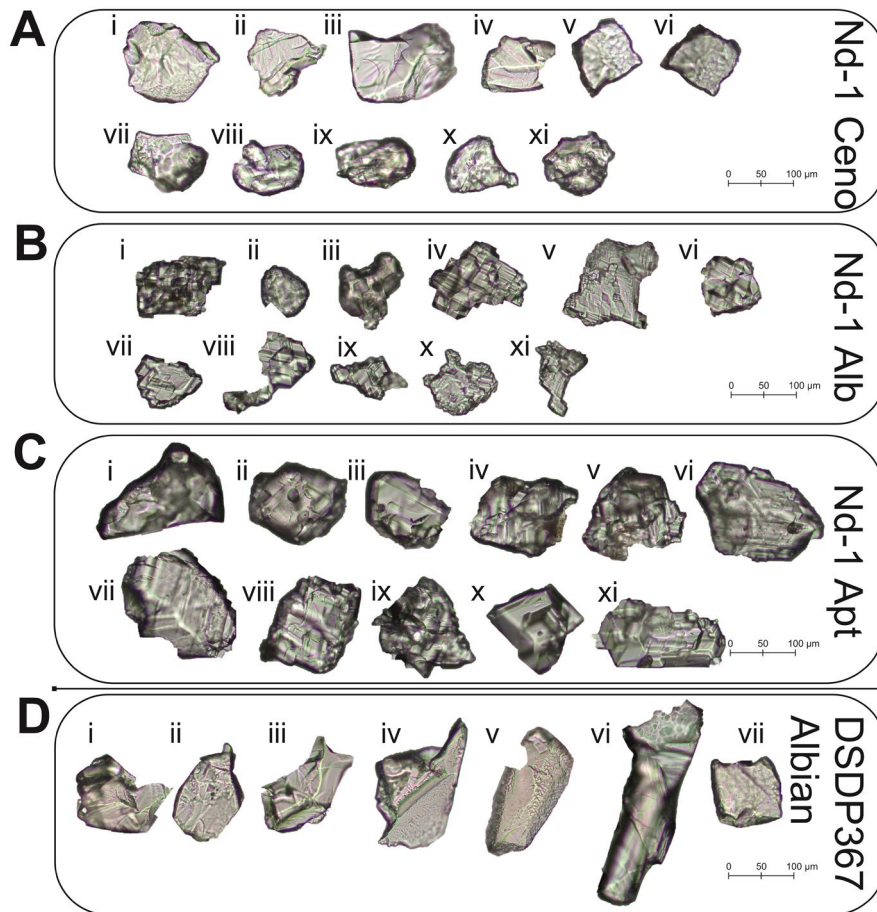 A
i ii iii iv v vi
vii viii ix x xi
0 50 100 µm
Nd-1 Ceno
B
i ii iii iv v vi
vii viii ix x xi
0 50 100 µm
Nd-1 Alb
C
i ii iii iv v vi
vii viii ix x xi
0 50 100 µm
Nd-1 Apt
D
i ii iii iv v vi vii
0 50 100 µm
DSDP367
Albian